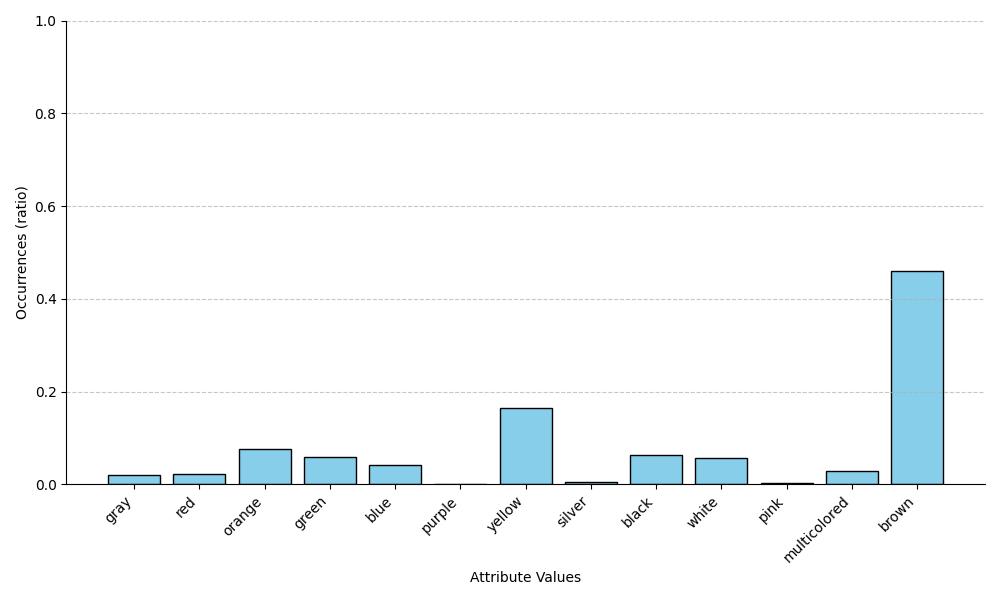 1.0
0.8
0.6
0.4
0.2
0.0
Occurrences (ratio)
gray
red
orange
green
blue
purple
yellow
silver
black
white
pink
multicolored
brown
Attribute Values